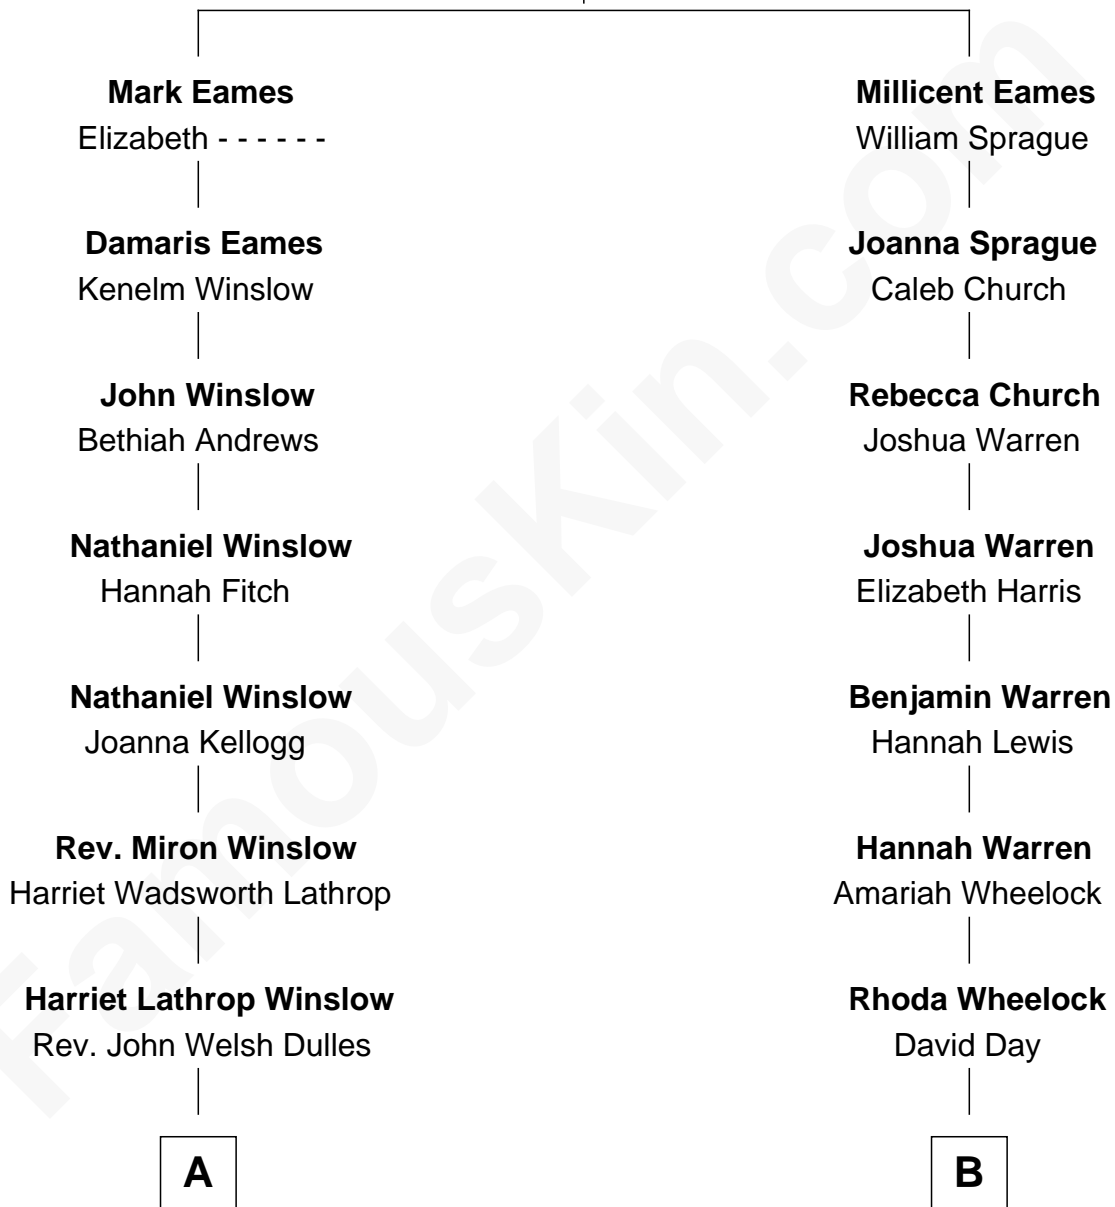 Mark Eames
Elizabeth - - - - - -
Millicent Eames
William Sprague
Damaris Eames
Kenelm Winslow
Joanna Sprague
Caleb Church
John Winslow
Bethiah Andrews
Rebecca Church
Joshua Warren
Nathaniel Winslow
Hannah Fitch
Joshua Warren
Elizabeth Harris
Nathaniel Winslow
Joanna Kellogg
Benjamin Warren
Hannah Lewis
Rev. Miron Winslow
Harriet Wadsworth Lathrop
Hannah Warren
Amariah Wheelock
Harriet Lathrop Winslow
Rev. John Welsh Dulles
Rhoda Wheelock
David Day
A
B
FamousKin.com